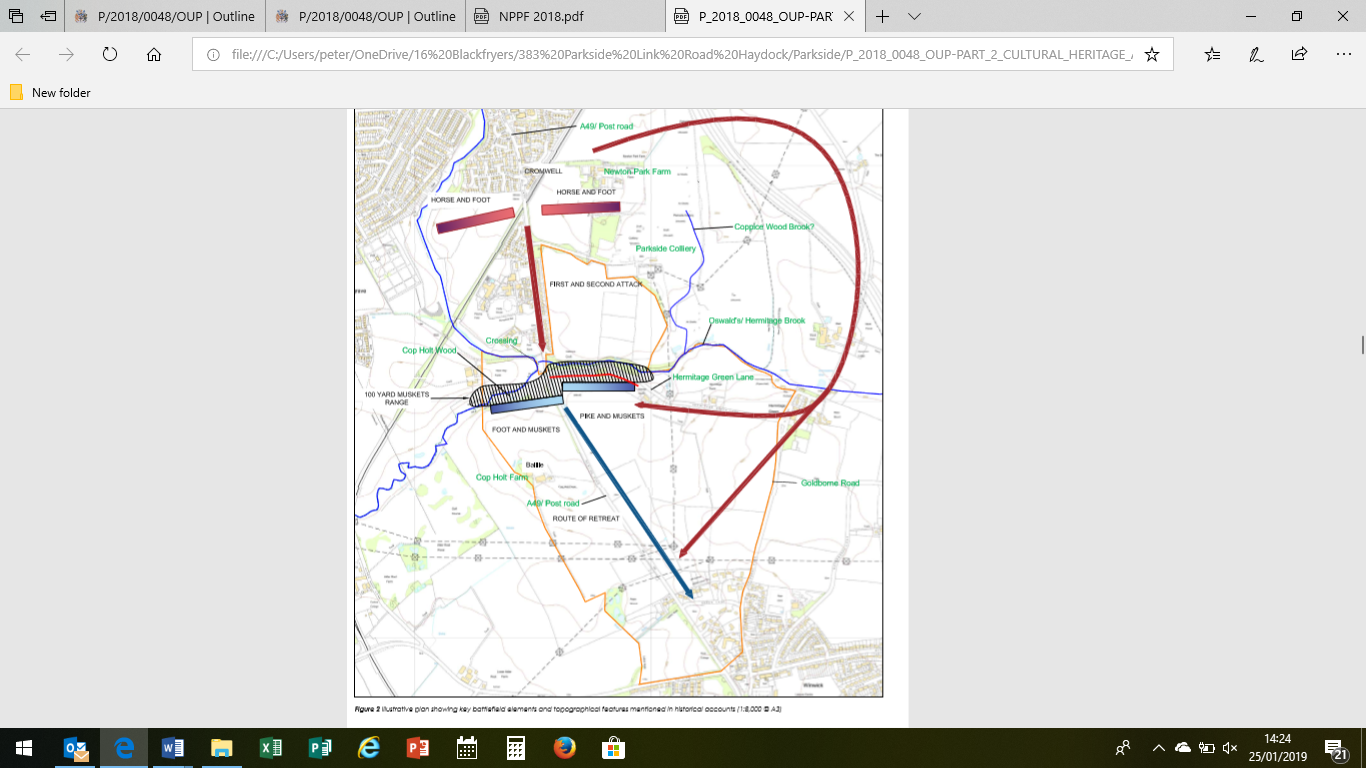 P/2018/0048/OUP | Outline
P/2018/0048/OUP | Outline
NPPF 2018.pdf
P_2018_0048_OUP-PAR
file:///C:/Users/peter/OneDrive/16%20Blackfryers/383%20Parkside%20Link%20Road%20Haydock/Parkside/P_2018_0048_OUP-PART_2_CULTURAL_HERITAGE_
New folder
A49/ Post road
CROMWELL
Newton Park Farm
HORSE AND FOOT
HORSE AND FOOT
Coppice Wood Brook?
Parkside Colliery
FIRST AND SECOND ATTACK
Oswald's/ Hermitage Brook
Crossing
Cop Holt Wood
Hermitage Green Lane
100 YARD MUSKETS
RANGE
PIKE AND MUSKETS
FOOT AND MUSKETS
Battle
Cop Holt Farm
Golborne Road
A49/ Post road
ROUTE OF RETREAT
Winwick
Figure 2 Illustrative plan showing key battlefield elements and topographical features mentioned in historical accounts (1:8,000 @ A3)
14:24
25/01/2019
21